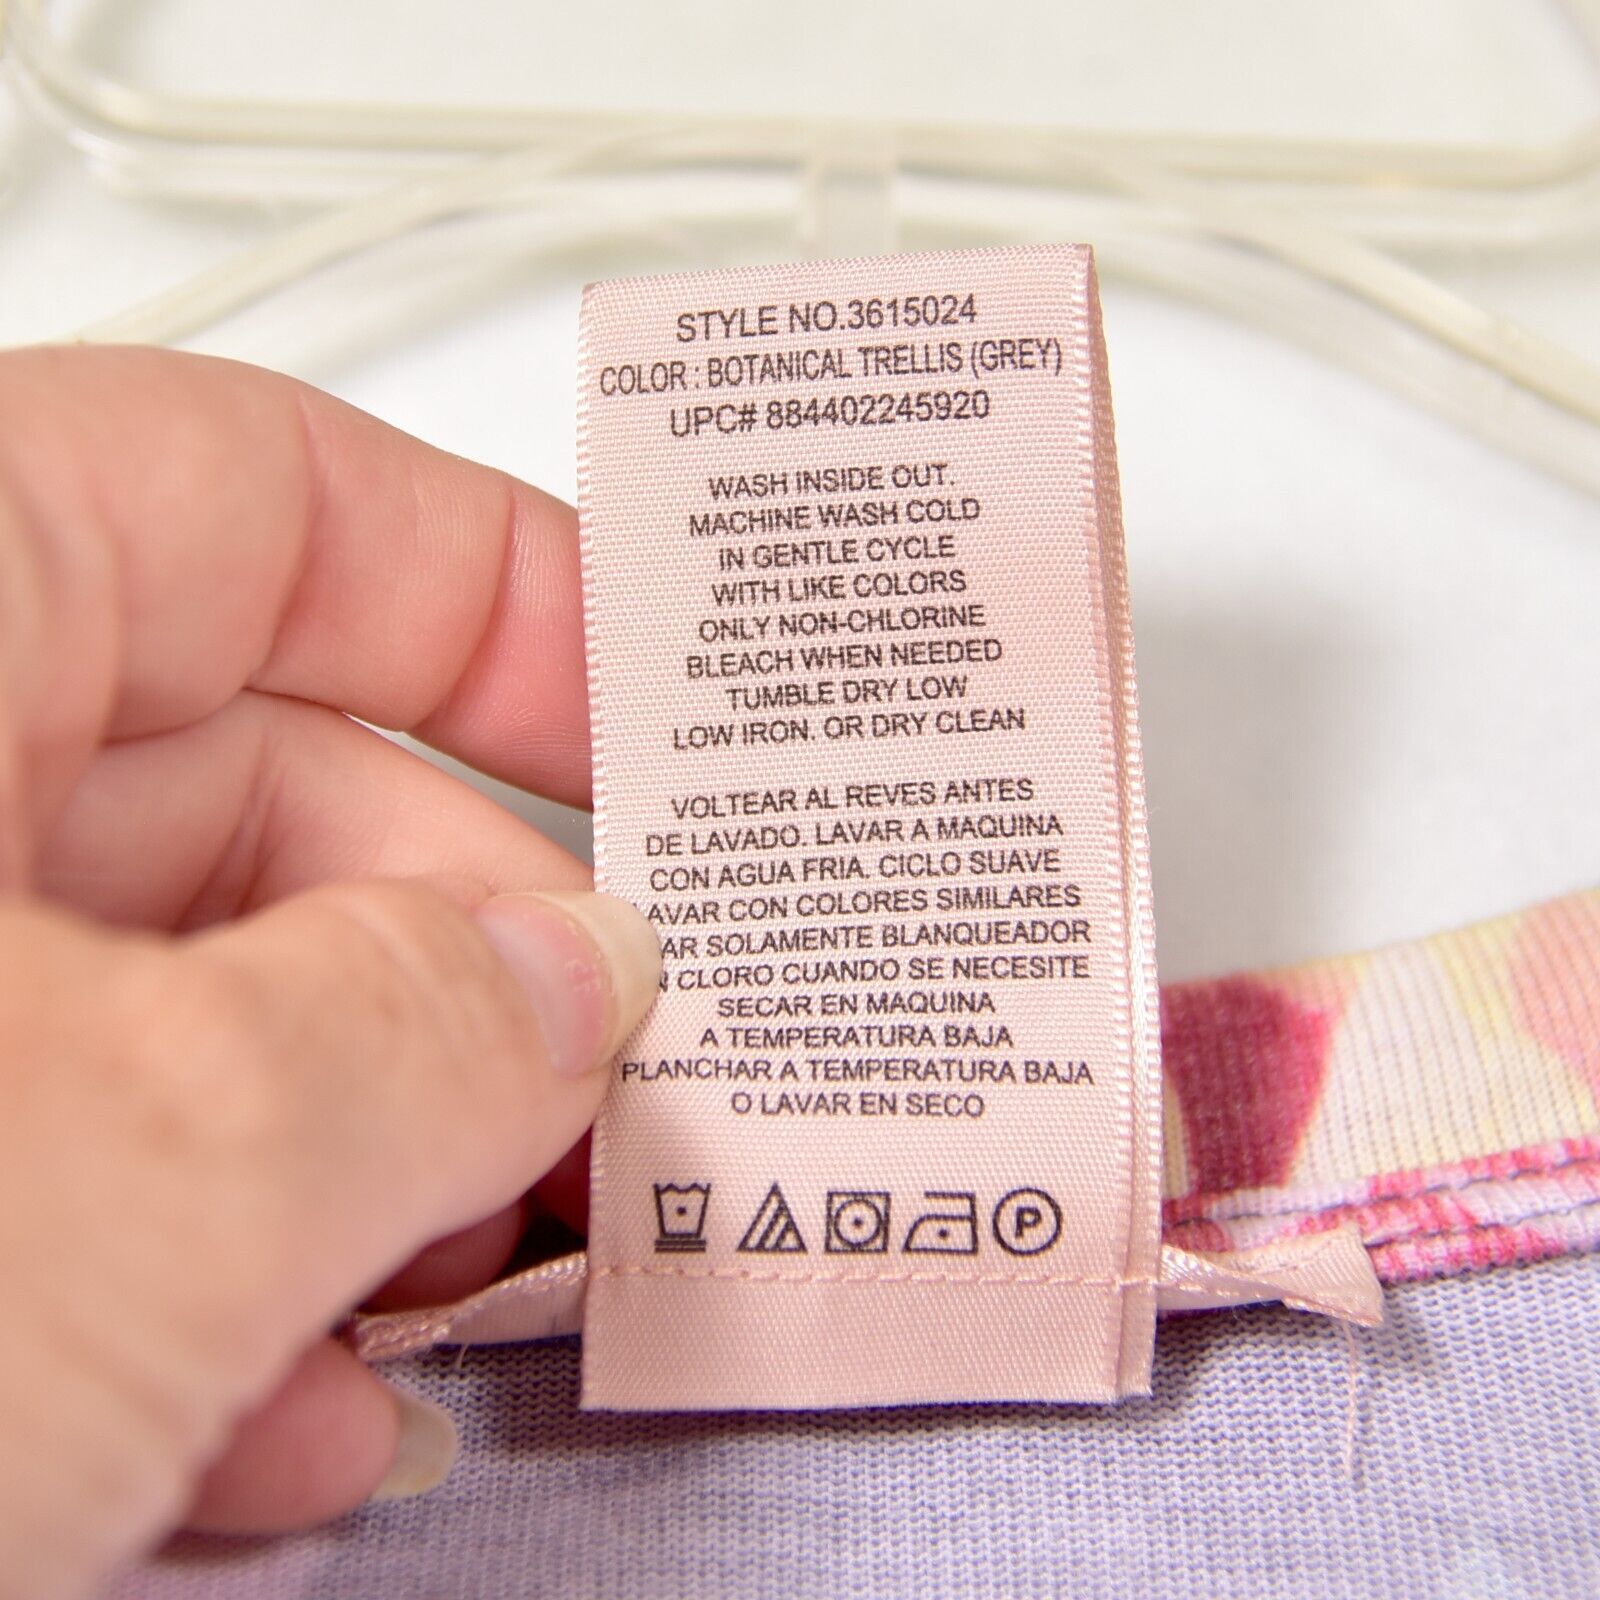 STYLE NO.3615024
COLOR : BOTANICAL TRELLIS (GREY)
UPC# 884402245920
WASH INSIDE OUT.
MACHINE WASH COLD
IN GENTLE CYCLE
WITH LIKE COLORS
ONLY NON-CHLORINE
BLEACH WHEN NEEDED
TUMBLE DRY LOW
LOW IRON. OR DRY CLEAN
VOLTEAR AL REVES ANTES
DE LAVADO. LAVAR A MAQUINA
CON AGUA FRIA. CICLO SUAVE
CON COLORES SIMILARES
SOLAMENTE BLANQUEADOR
CLORO CUANDO SE NECESITE
SECAR EN MAQUINA
A TEMPERATURA BAJA
PLANCHAR A TEMPERATURA BAJA
O LAVAR EN SECO
P